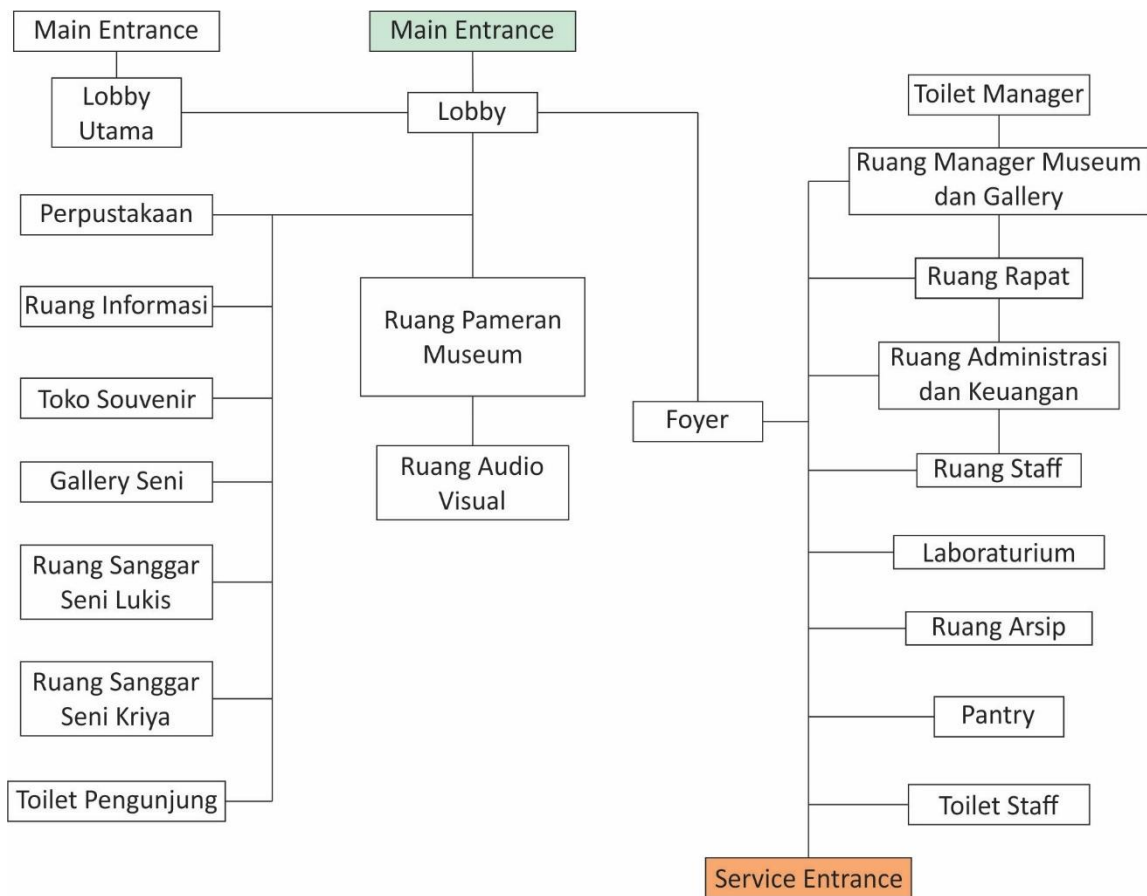 Main Entrance
Lobby
Utama
Main Entrance
Lobby
Perpustakaan
Ruang Informasi
Toko Souvenir
Gallery Seni
Ruang Sanggar
Seni Lukis
Ruang Sanggar
Seni Kriya
Toilet Pengunjung
Ruang Pameran
Museum
Ruang Audio
Visual
Foyer
Toilet Manager
Ruang Manager Museum
dan Gallery
Ruang Rapat
Ruang Administrasi
dan Keuangan
Ruang Staff
Laboraturium
Ruang Arsip
Pantry
Toilet Staff
Service Entrance